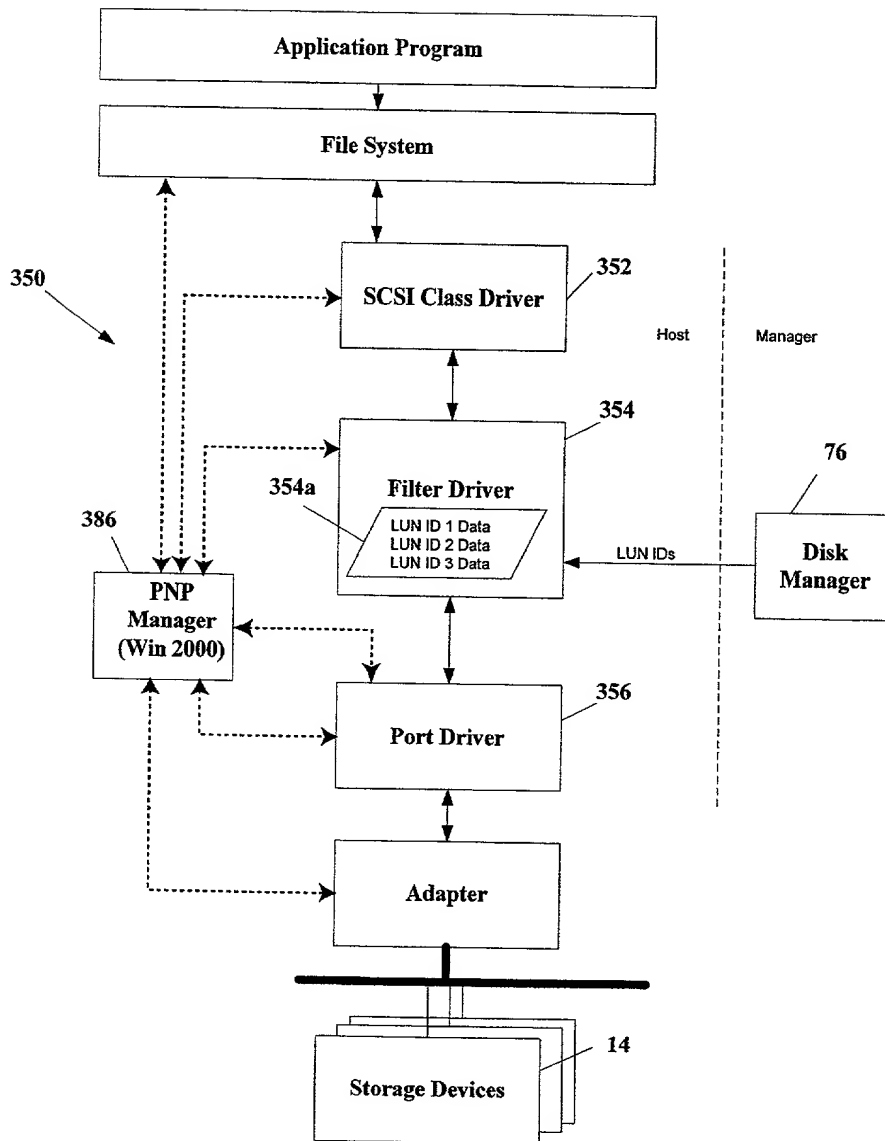 Application Program
File System
350
SCSI Class Driver
352
Host
Manager
354
Filter Driver
354a
LUN ID 1 Data
LUN ID 2 Data
LUN ID 3 Data
LUN IDs
76
Disk
Manager
386
PNP
Manager
(Win 2000)
Port Driver
356
Adapter
14
Storage Devices